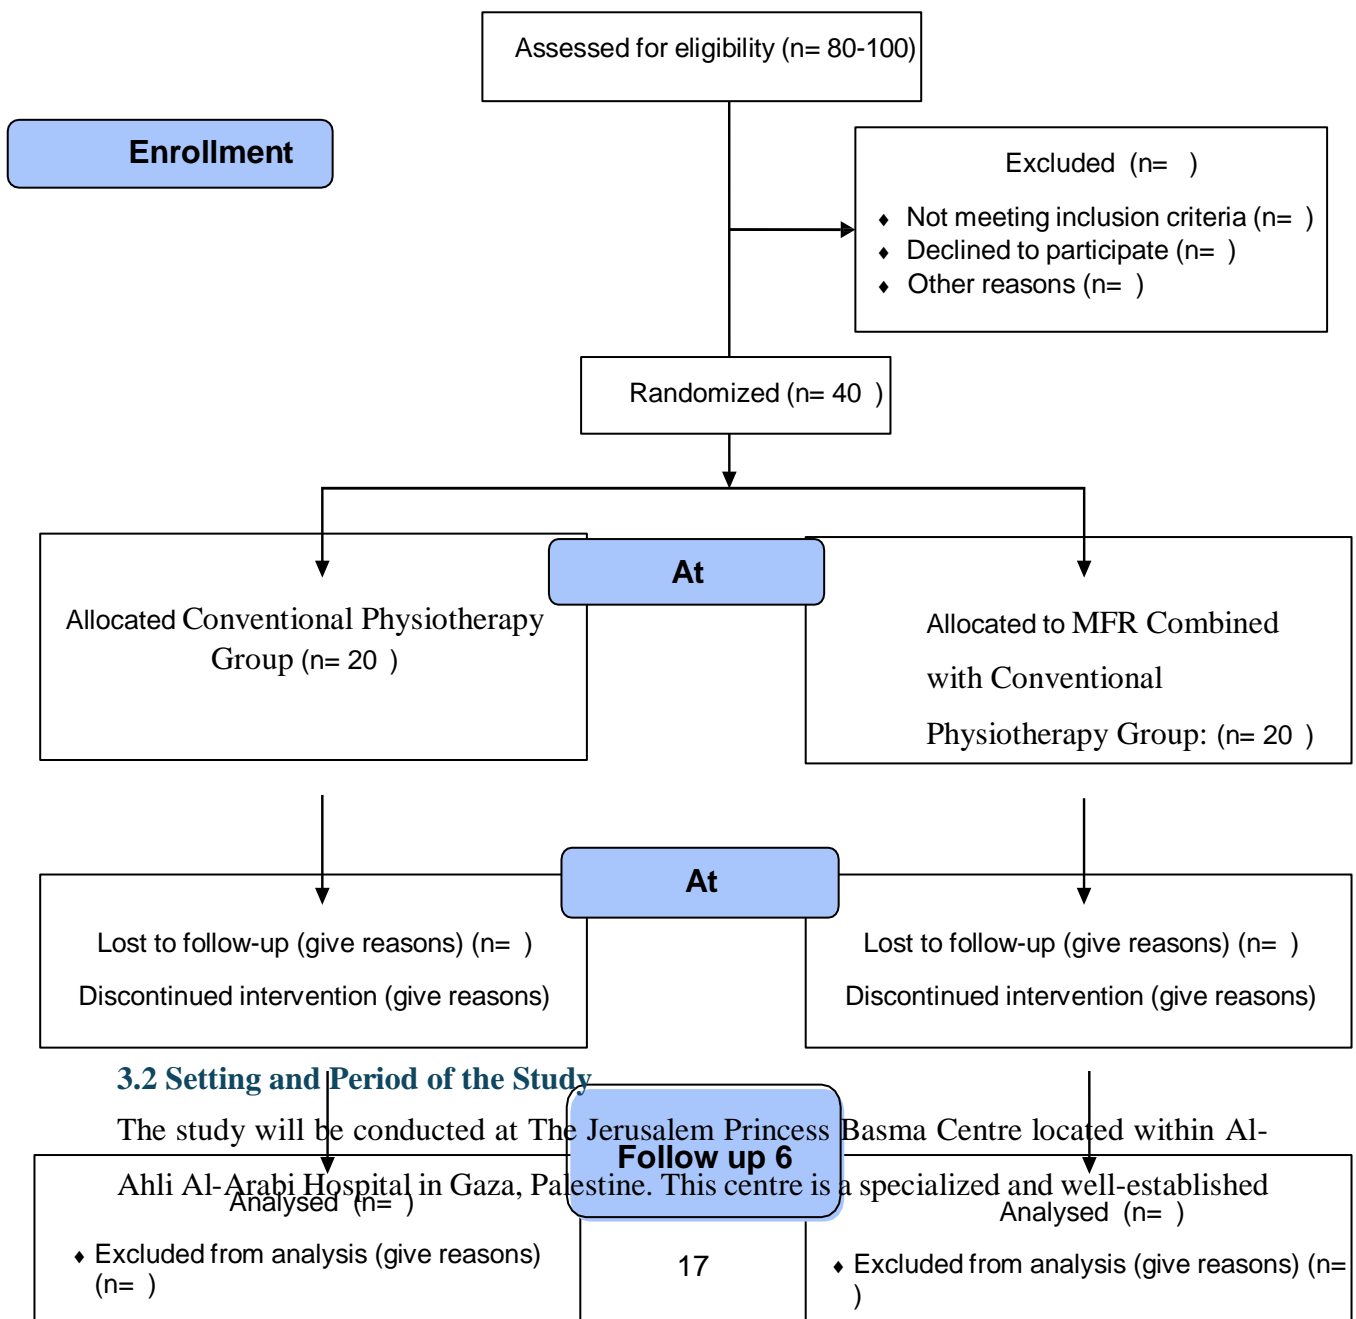 Assessed for eligibility (n= 80-100)
Enrollment
Excluded (n= )
♦ Not meeting inclusion criteria (n= )
♦ Declined to participate (n= )
♦ Other reasons (n= )
Randomized (n= 40 )
At
Allocated Conventional Physiotherapy
Group (n= 20 )
Allocated to MFR Combined
with Conventional
Physiotherapy Group: (n= 20 )
At
Lost to follow-up (give reasons) (n= )
Discontinued intervention (give reasons)
Lost to follow-up (give reasons) (n= )
Discontinued intervention (give reasons)
3.2 Setting and Period of the Study
The study will be conducted at The Jerusalem Princess Basma Centre located within Al-
Follow up 6
Ahli Al-Arabi Hospital in Gaza, Palestine. This centre is a specialized and well-established
Analysed (n= )
♦ Excluded from analysis (give reasons)
(n= )
Analysed (n= )
♦ Excluded from analysis (give reasons) (n=
)
17